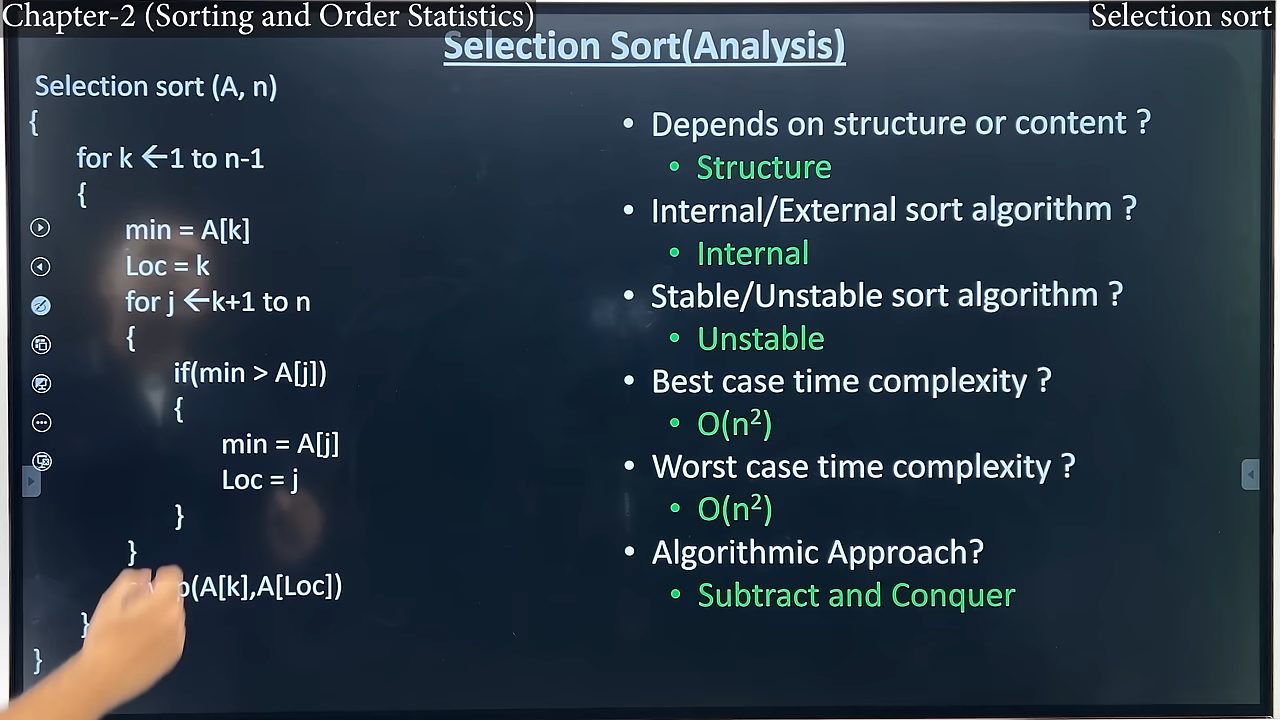 Chapter-2 (Sorting and Order Statistics)
Selection sort
Selection Sort(Analysis)
Selection sort (A, n)
{
for k ←1 to n-1
{
min = A[k]
Loc = k
for j ←k+1 to n
{
if(min > A[j])
{
min = A[j]
Loc = j
}
}
(A[k],A[Loc])
}
}
• Depends on structure or content ?
• Structure
• Internal/External sort algorithm ?
• Internal
• Stable/Unstable sort algorithm ?
• Unstable
• Best case time complexity ?
• O(n²)
• Worst case time complexity ?
• O(n²)
• Algorithmic Approach?
• Subtract and Conquer